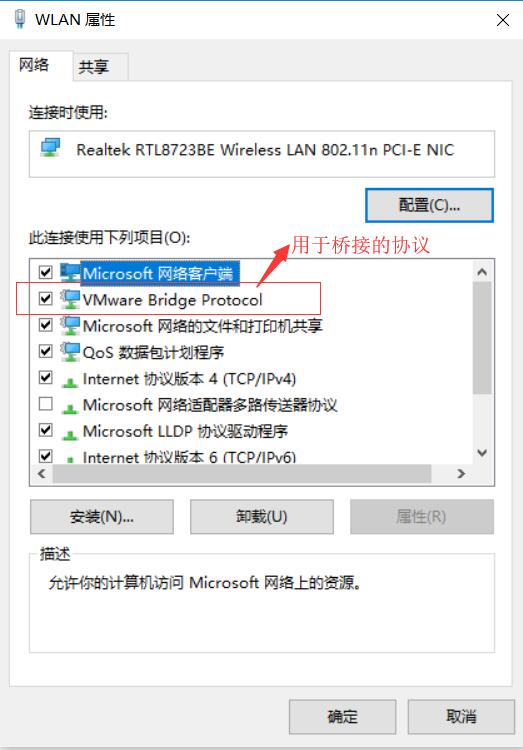 WLAN 属性
网络
共享
连接时使用:
Realtek RTL8723BE Wireless LAN 802.11n PCI-E NIC
配置(C)...
此连接使用下列项目(O):
用于桥接的协议
Microsoft 网络客户端
VMware Bridge Protocol
Microsoft 网络的文件和打印机共享
QoS 数据包计划程序
Internet 协议版本 4 (TCP/IPv4)
Microsoft 网络适配器多路传送器协议
Microsoft LLDP 协议驱动程序
Internet 协议版本 6 (TCP/IPv6)
安装(N)...
卸载(U)
属性(R)
描述
允许你的计算机访问 Microsoft 网络上的资源。
确定
取消